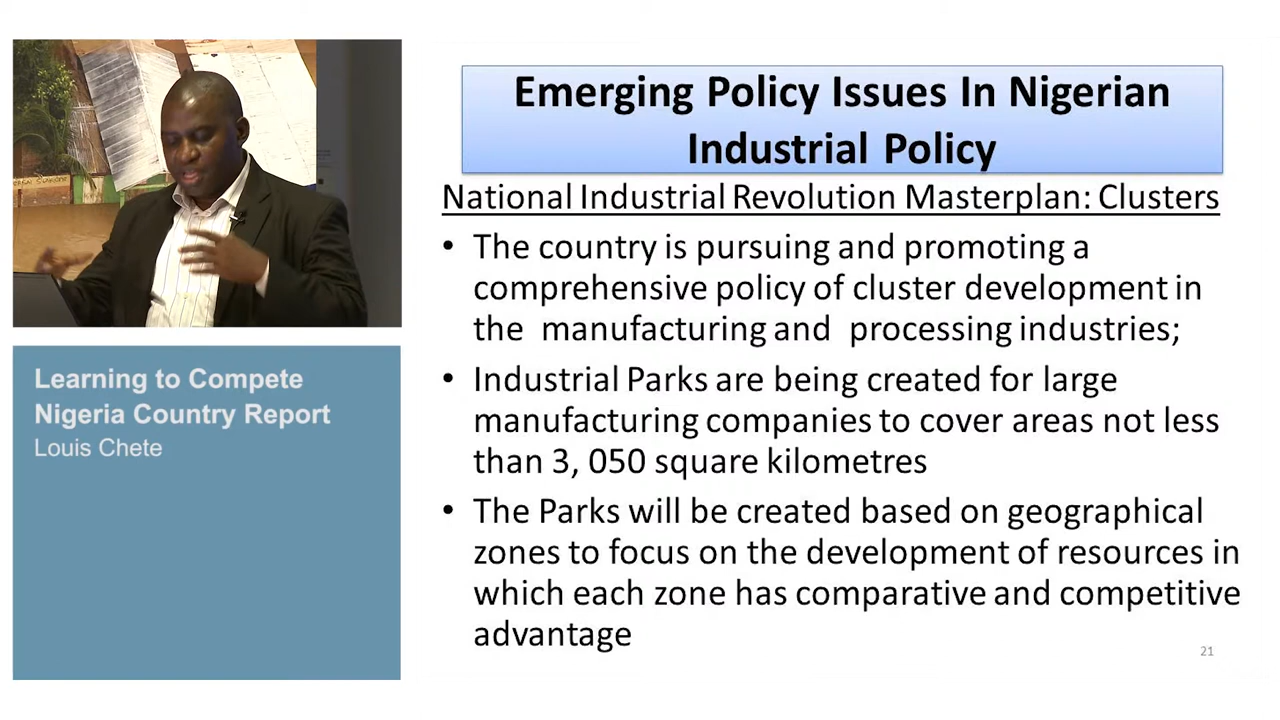 Emerging Policy Issues In Nigerian
Industrial Policy
National Industrial Revolution Masterplan: Clusters
• The country is pursuing and promoting a
comprehensive policy of cluster development in
the manufacturing and processing industries;
• Industrial Parks are being created for large
manufacturing companies to cover areas not less
than 3, 050 square kilometres
• The Parks will be created based on geographical
zones to focus on the development of resources in
which each zone has comparative and competitive
advantage
21
Learning to Compete
Nigeria Country Report
Louis Chete